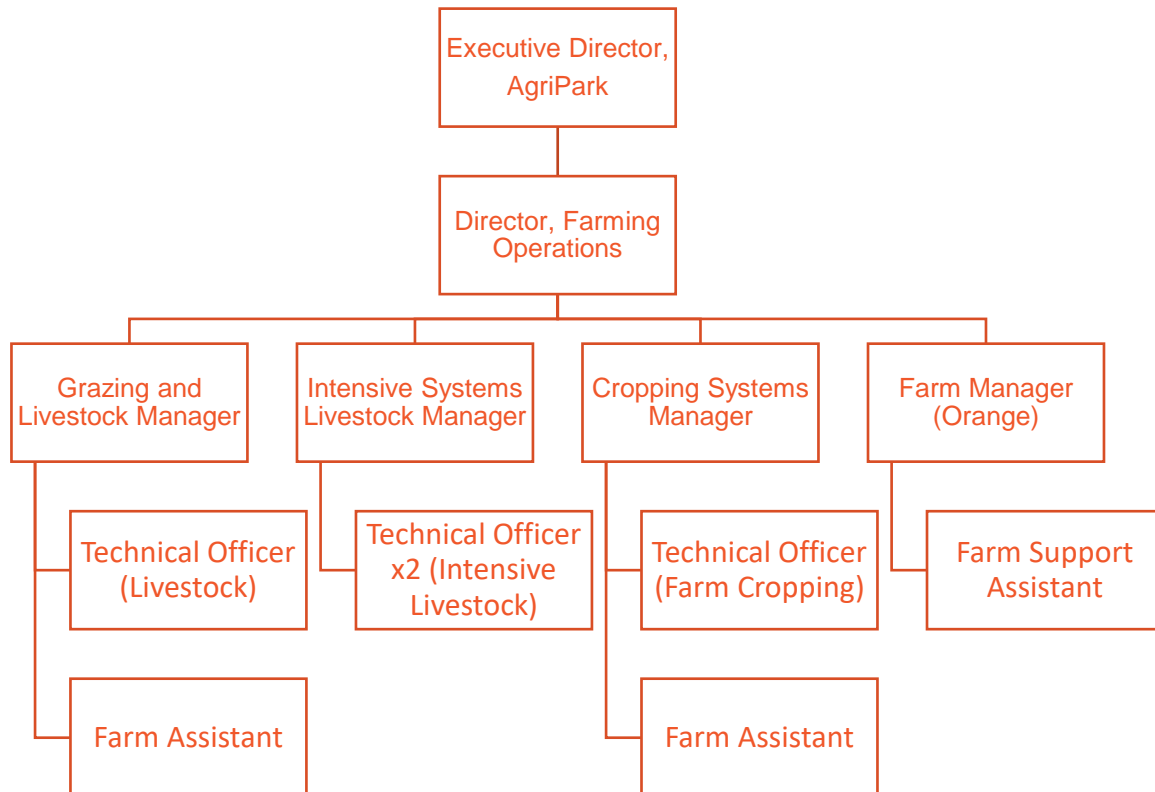 Executive Director,
AgriPark
Director, Farming
Operations
Grazing and
Livestock Manager
Intensive Systems
Livestock Manager
Cropping Systems
Manager
Farm Manager
(Orange)
Technical Officer
(Livestock)
Technical Officer
x2 (Intensive
Livestock)
Technical Officer
(Farm Cropping)
Farm Support
Assistant
Farm Assistant
Farm Assistant